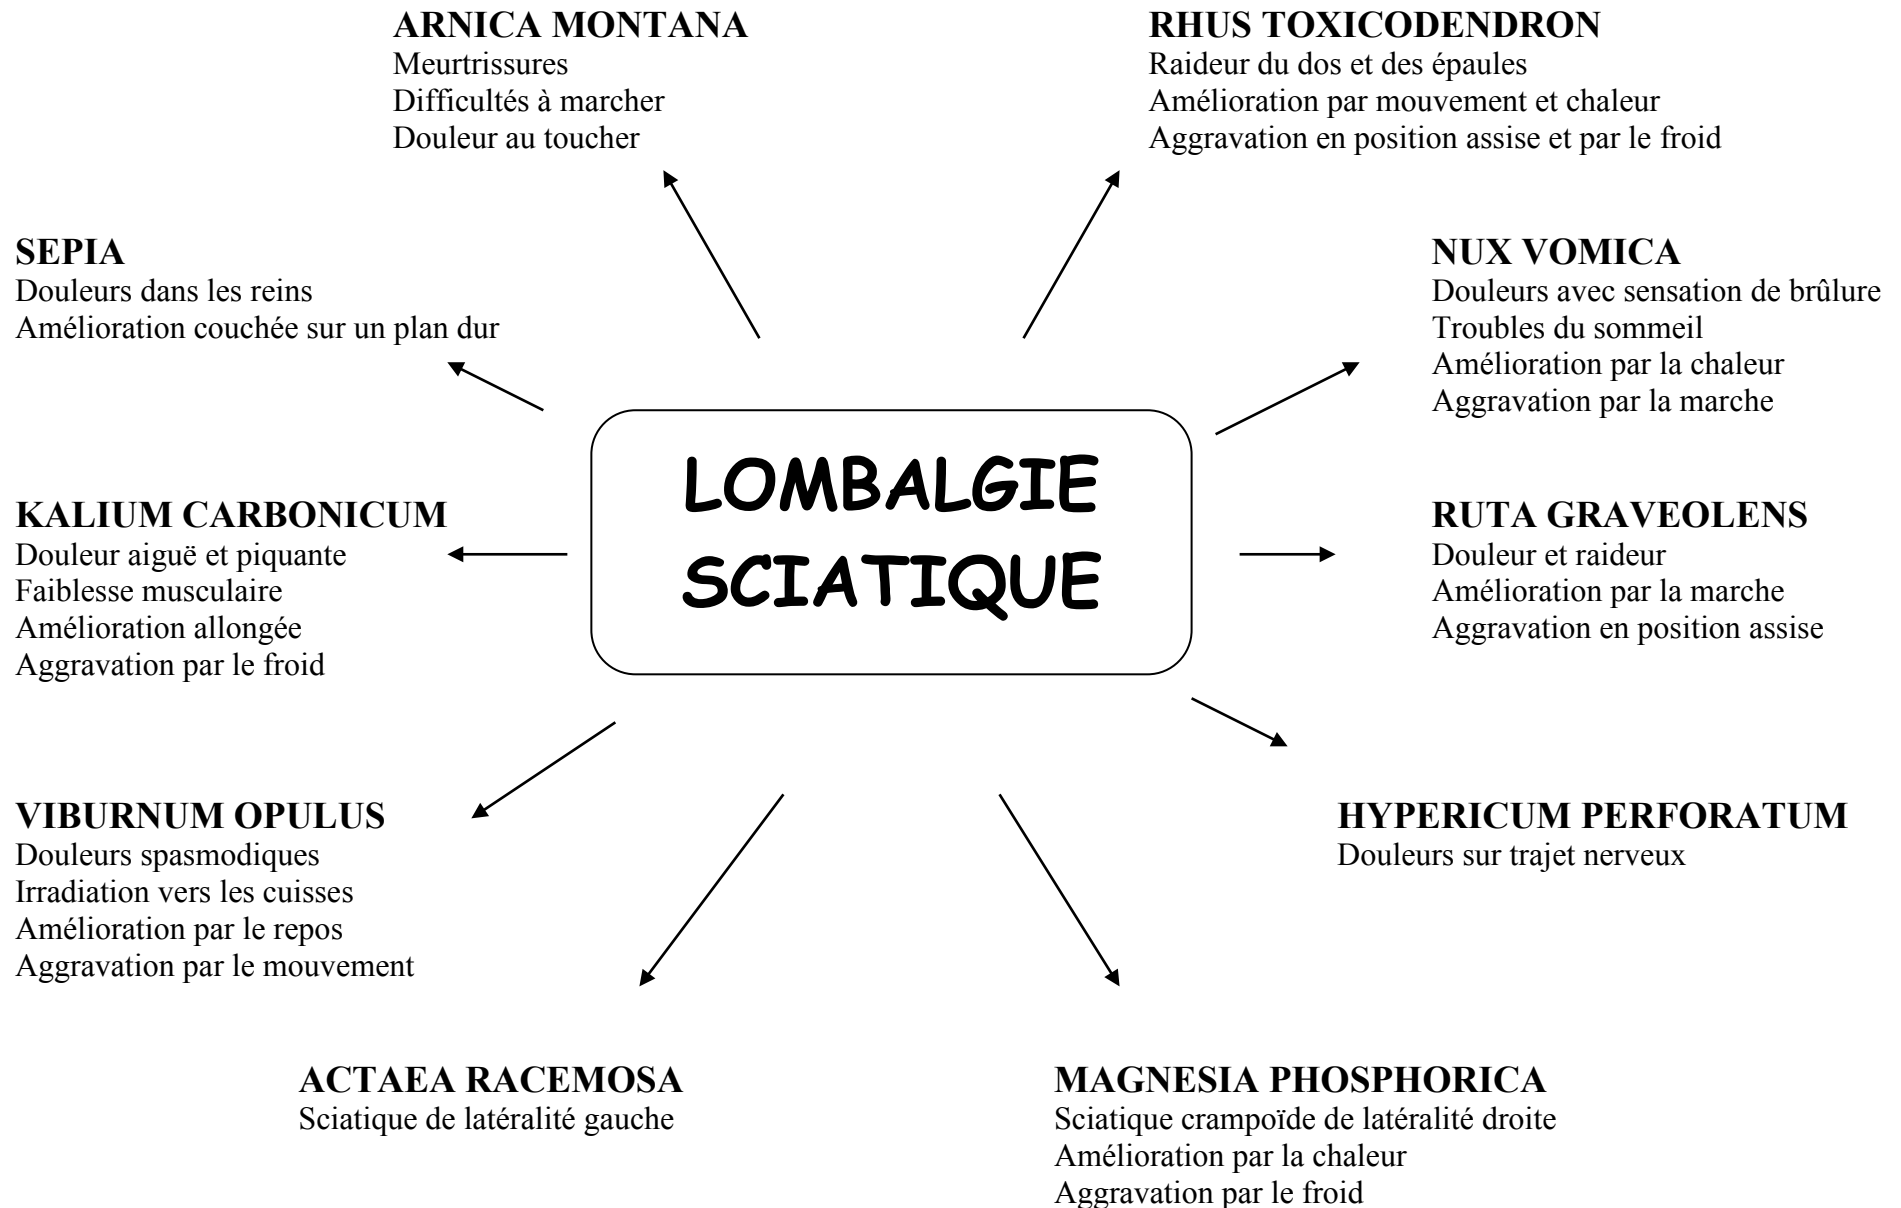 ARNICA MONTANA
Meurtrissures
Difficultés à marcher
Douleur au toucher
RHUS TOXICODENDRON
Raideur du dos et des épaules
Amélioration par mouvement et chaleur
Aggravation en position assise et par le froid
SEPIA
Douleurs dans les reins
Amélioration couchée sur un plan dur
NUX VOMICA
Douleurs avec sensation de brûlure
Troubles du sommeil
Amélioration par la chaleur
Aggravation par la marche
LOMBALGIE
SCIATIQUE
KALIUM CARBONICUM
Douleur aiguë et piquante
Faiblesse musculaire
Amélioration allongée
Aggravation par le froid
RUTA GRAVEOLENS
Douleur et raideur
Amélioration par la marche
Aggravation en position assise
VIBURNUM OPULUS
Douleurs spasmodiques
Irradiation vers les cuisses
Amélioration par le repos
Aggravation par le mouvement
HYPERICUM PERFORATUM
Douleurs sur trajet nerveux
ACTAEA RACEMOSA
Sciatique de latéralité gauche
MAGNESIA PHOSPHORICA
Sciatique crampoïde de latéralité droite
Amélioration par la chaleur
Aggravation par le froid